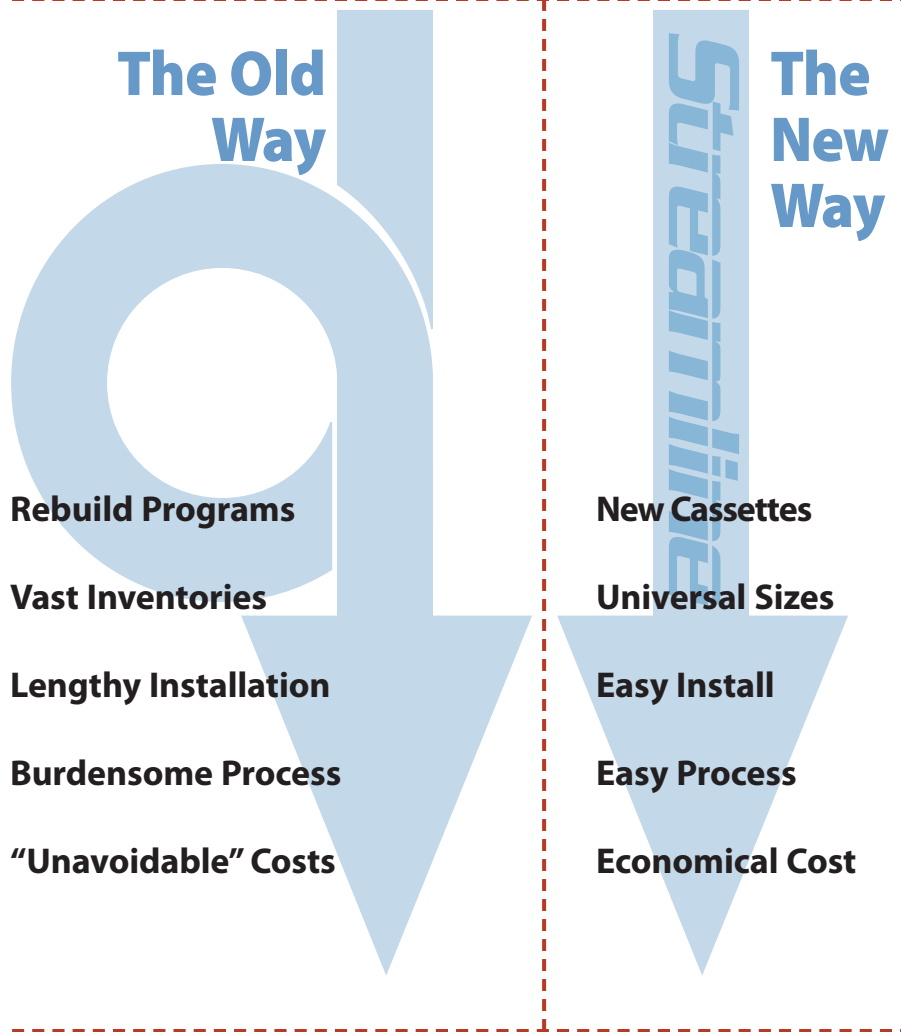 The Old
Way
Rebuild Programs
Vast Inventories
Lengthy Installation
Burdensome Process
“Unavoidable” Costs
Streamline
The
New
Way
New Cassettes
Universal Sizes
Easy Install
Easy Process
Economical Cost